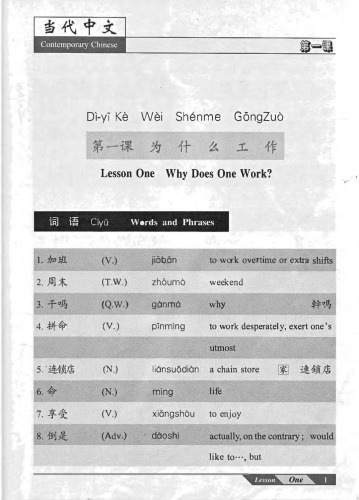 当代中文
Contemporary Chinese
第一课
Dì-yī Kè Wèi Shénme GōngZuò
第一课 为 什 么 工 作
Lesson One Why Does One Work?
词 语 Cíyǔ Words and Phrases
1. 加班 (V.) jiābān to work overtime or extra shifts
2. 周末 (T.W.) zhōumò weekend
3. 干吗 (Q.W.) gànmá why 幹嗎
4. 拼命 (V.) pīnmìng to work desperately, exert one's
utmost
5. 连锁店 (N.) liánsuǒdiàn a chain store 家 連鎖店
6. 命 (N.) mìng life
7. 享受 (V.) xiǎngshòu to enjoy
8. 倒是 (Adv.) dàoshì actually, on the contrary; would
like to…, but
Lesson One 1